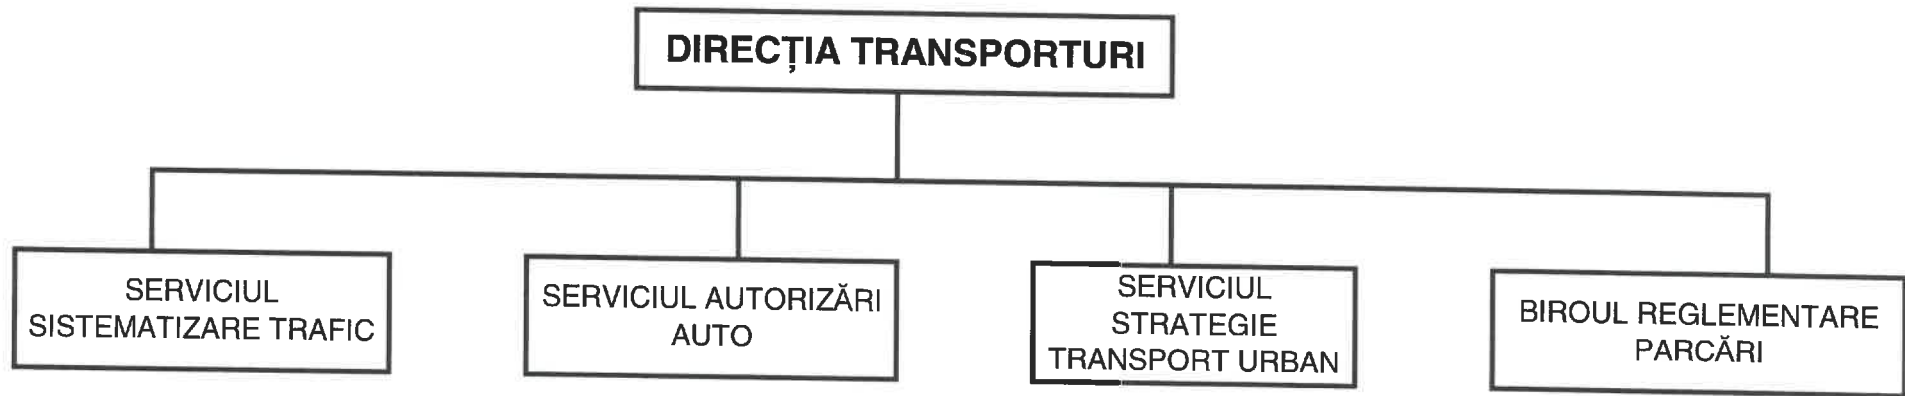 DIRECȚIA TRANSPORTURI
SERVICIUL
SISTEMATIZARE TRAFIC
SERVICIUL AUTORIZĂRI
AUTO
SERVICIUL
STRATEGIE
TRANSPORT URBAN
BIROUL REGLEMENTARE
PARCĂRI